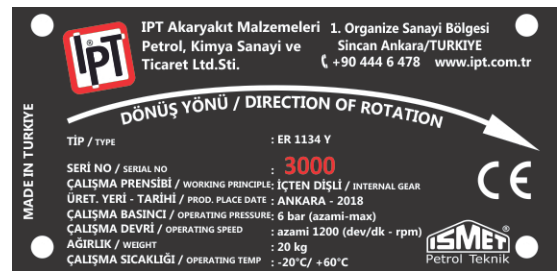 IPT
IPT Akaryakıt Malzemeleri
Petrol, Kimya Sanayi ve
Ticaret Ltd.Sti.
1. Organize Sanayi Bölgesi
Sincan Ankara/TURKIYE
+90 444 6 478 www.ipt.com.tr
DÖNÜŞ YÖNÜ / DIRECTION OF ROTATION
MADE IN TURKIYE
TİP / TYPE : ER 1134 Y
SERİ NO / SERIAL NO : 3000
ÇALIŞMA PRENSİBİ / WORKING PRINCIPLE : İÇTEN DİŞLİ / INTERNAL GEAR
ÜRET. YERİ - TARİHİ / PROD. PLACE DATE : ANKARA - 2018
ÇALIŞMA BASINCI / OPERATING PRESSURE : 6 bar (azami-max)
ÇALIŞMA DEVRİ / OPERATING SPEED : azami 1200 (dev/dk - rpm)
AĞIRLIK / WEIGHT : 20 kg
ÇALIŞMA SICAKLIĞI / OPERATING TEMP : -20˚C/ +60˚C
CE
İSMET
Petrol Teknik